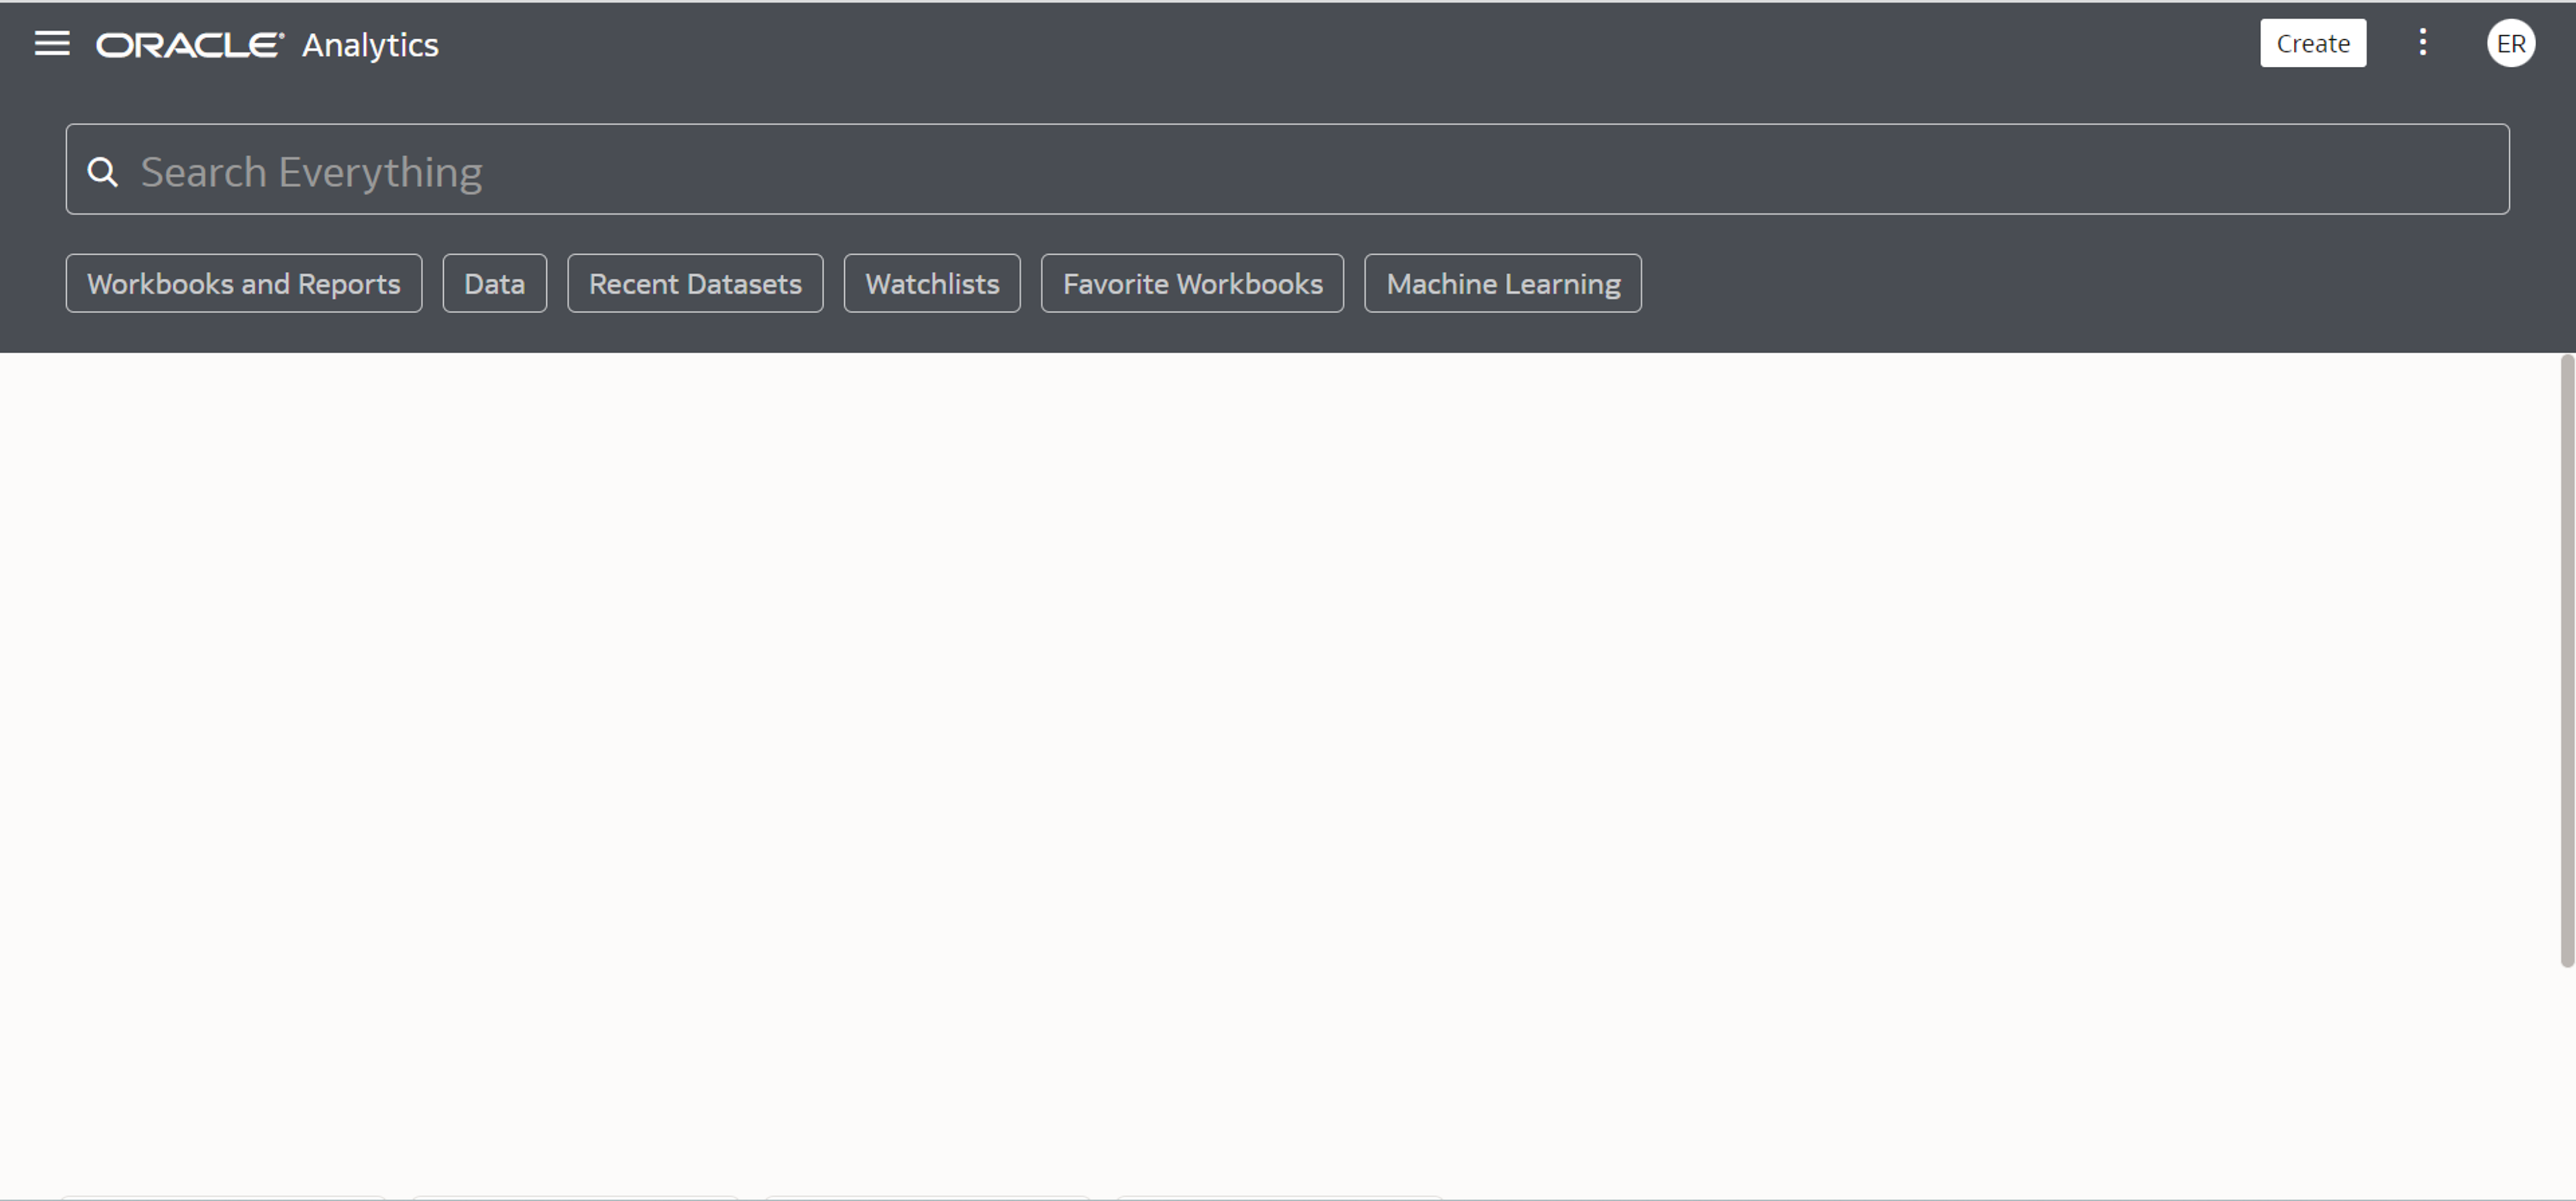 ORACLE® Analytics
Create
ER
Search Everything
Workbooks and Reports
Data
Recent Datasets
Watchlists
Favorite Workbooks
Machine Learning